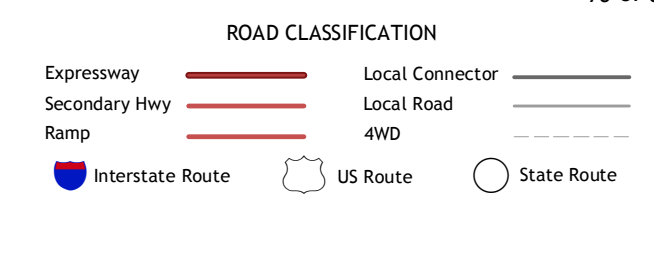 ROAD CLASSIFICATION
Expressway
Local Connector
Secondary Hwy
Local Road
Ramp
4WD
Interstate Route
US Route
State Route